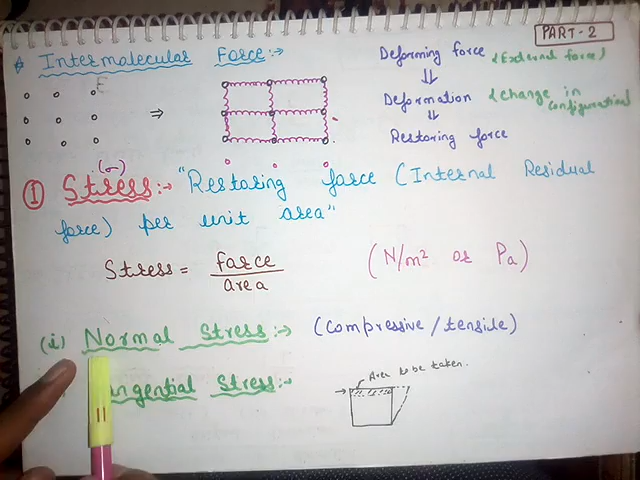 PART-2
* Intermolecular Force:→
Deforming force (External force)
⇓
Deformation (Change in configuration)
⇓
Restoring force
E
⇒
(σ)
① Stress:→ "Restoring force (Internal Residual
force) per unit area"
Stress = force / area (N/m² or Pa)
(i) Normal Stress:→ (compressive/tensile)
Tangential Stress:→
Area to be taken.